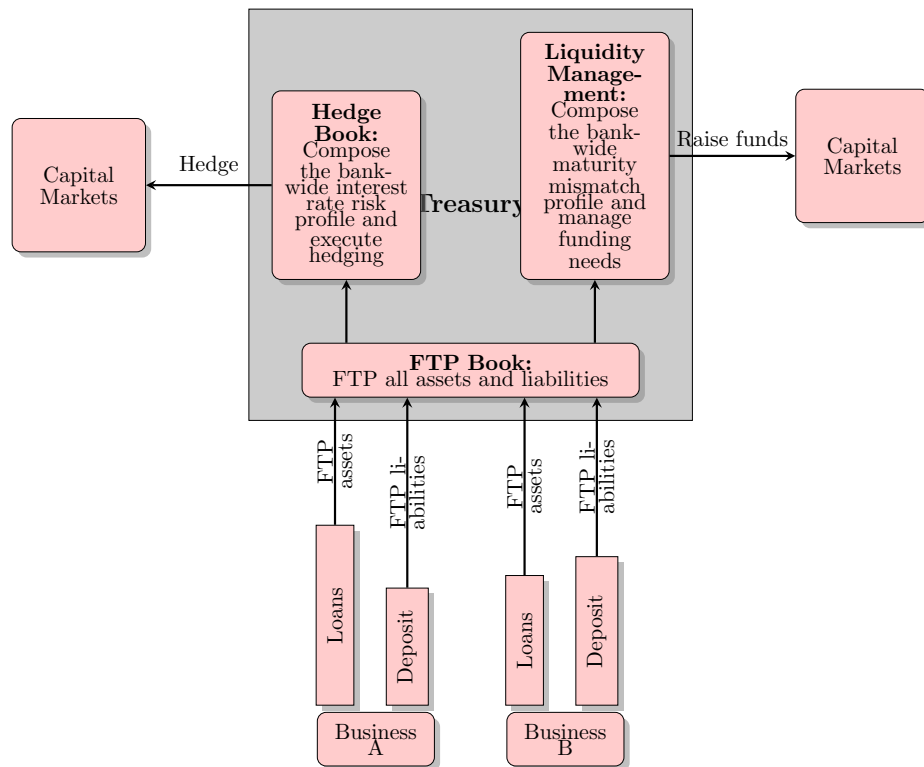 Liquidity
Manage-
ment:
Compose
the bank-
wide
maturity
mismatch
profile and
manage
funding
needs
Hedge
Book:
Compose
the bank-
wide interest
rate risk
profile and
execute
hedging
Capital
Markets
Hedge
Treasury
Raise funds
Capital
Markets
FTP Book:
FTP all assets and liabilities
FTP
assets
FTP li-
abilities
FTP
assets
FTP li-
abilities
Loans
Deposit
Loans
Deposit
Business
A
Business
B